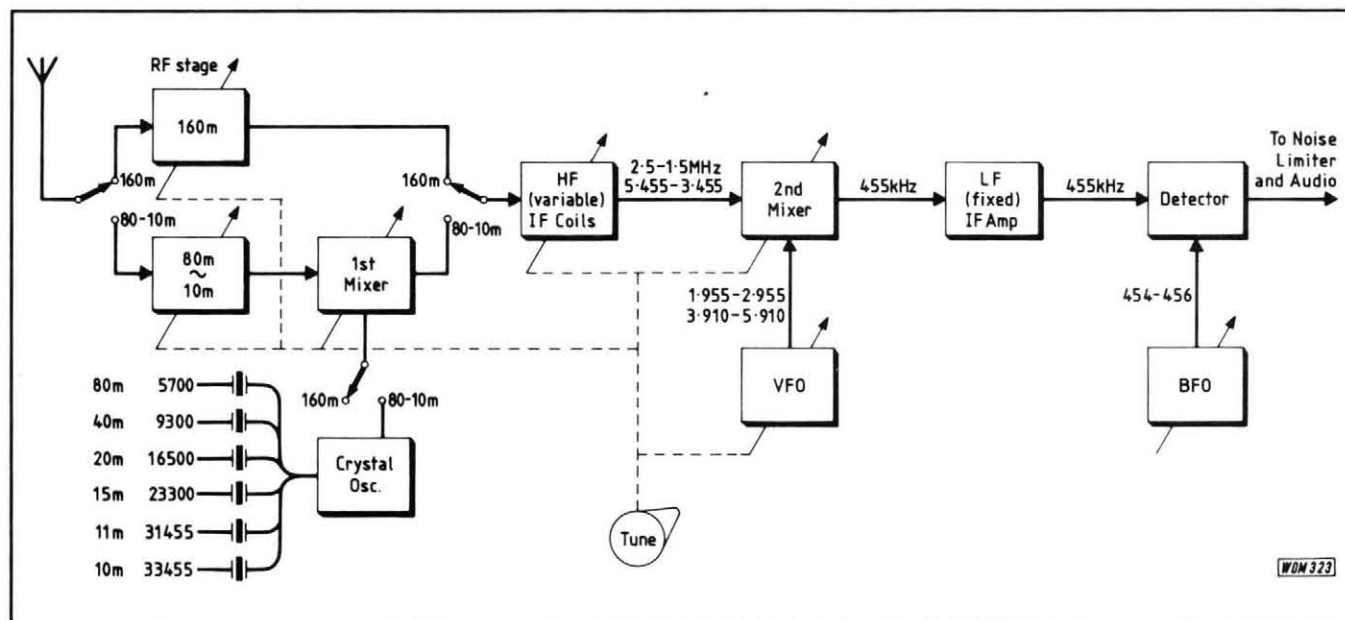 RF stage
160m
160m
80-10m
80m
~
10m
1st
Mixer
160m
80-10m
HF
(variable)
IF Coils
2·5-1·5MHz
5·455-3·455
2nd
Mixer
455kHz
LF
(fixed)
IF Amp
455kHz
Detector
To Noise
Limiter
and Audio
1·955-2·955
3·910-5·910
VFO
454-456
BFO
160m
80-10m
Crystal
Osc.
80m 5700
40m 9300
20m 16500
15m 23300
11m 31455
10m 33455
Tune
WDM323